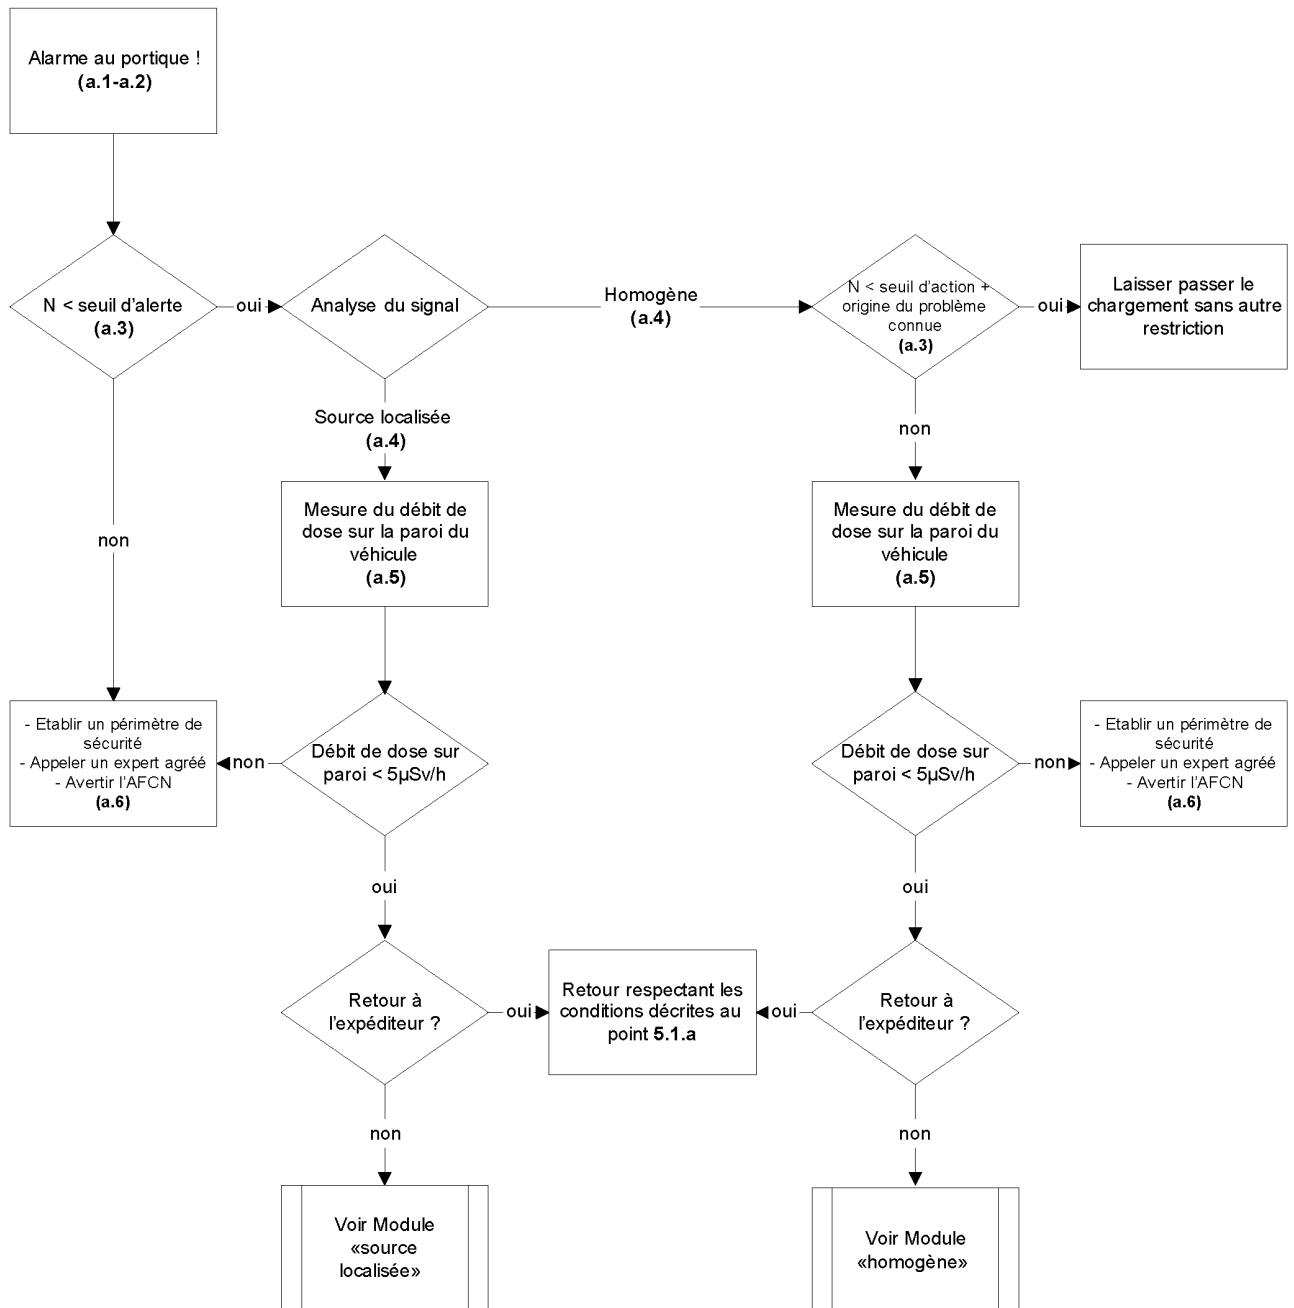 Alarme au portique !
(a.1-a.2)
N < seuil d'alerte
(a.3)
oui
Analyse du signal
Homogène
(a.4)
N < seuil d'action +
origine du problème
connue
(a.3)
oui
Laisser passer le
chargement sans autre
restriction
Source localisée
(a.4)
non
non
Mesure du débit de
dose sur la paroi du
véhicule
(a.5)
Mesure du débit de
dose sur la paroi du
véhicule
(a.5)
- Etablir un périmètre de
sécurité
- Appeler un expert agréé
- Avertir l'AFCN
(a.6)
non
Débit de dose sur
paroi < 5µSv/h
Débit de dose sur
paroi < 5µSv/h
non
- Etablir un périmètre de
sécurité
- Appeler un expert agréé
- Avertir l'AFCN
(a.6)
oui
oui
Retour à
l'expéditeur ?
oui
Retour respectant les
conditions décrites au
point 5.1.a
oui
Retour à
l'expéditeur ?
non
non
Voir Module
«source
localisée»
Voir Module
«homogène»